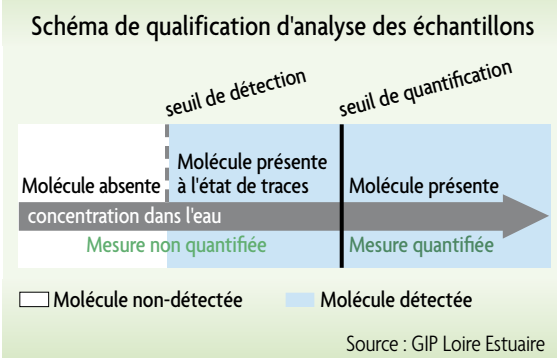 Schéma de qualification d'analyse des échantillons
seuil de détection
seuil de quantification
Molécule absente
Molécule présente
à l'état de traces
Molécule présente
concentration dans l'eau
Mesure non quantifiée
Mesure quantifiée
Molécule non-détectée
Molécule détectée
Source : GIP Loire Estuaire